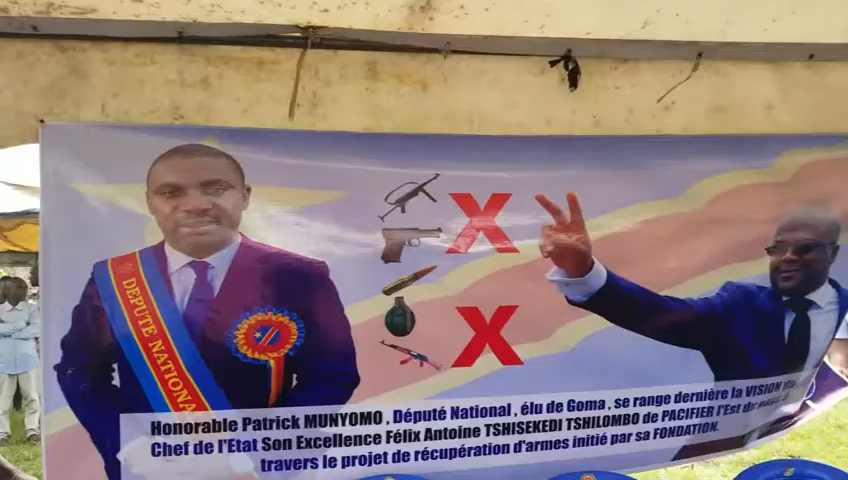 DEPUTE NATIONA
Honorable Patrick MUNYOMO , Député National , élu de Goma , se range dernière la VISION du
Chef de l'Etat Son Excellence Félix Antoine TSHISEKEDI TSHILOMBO de PACIFIER l'Est du pays à
travers le projet de récupération d'armes initié par sa FONDATION.